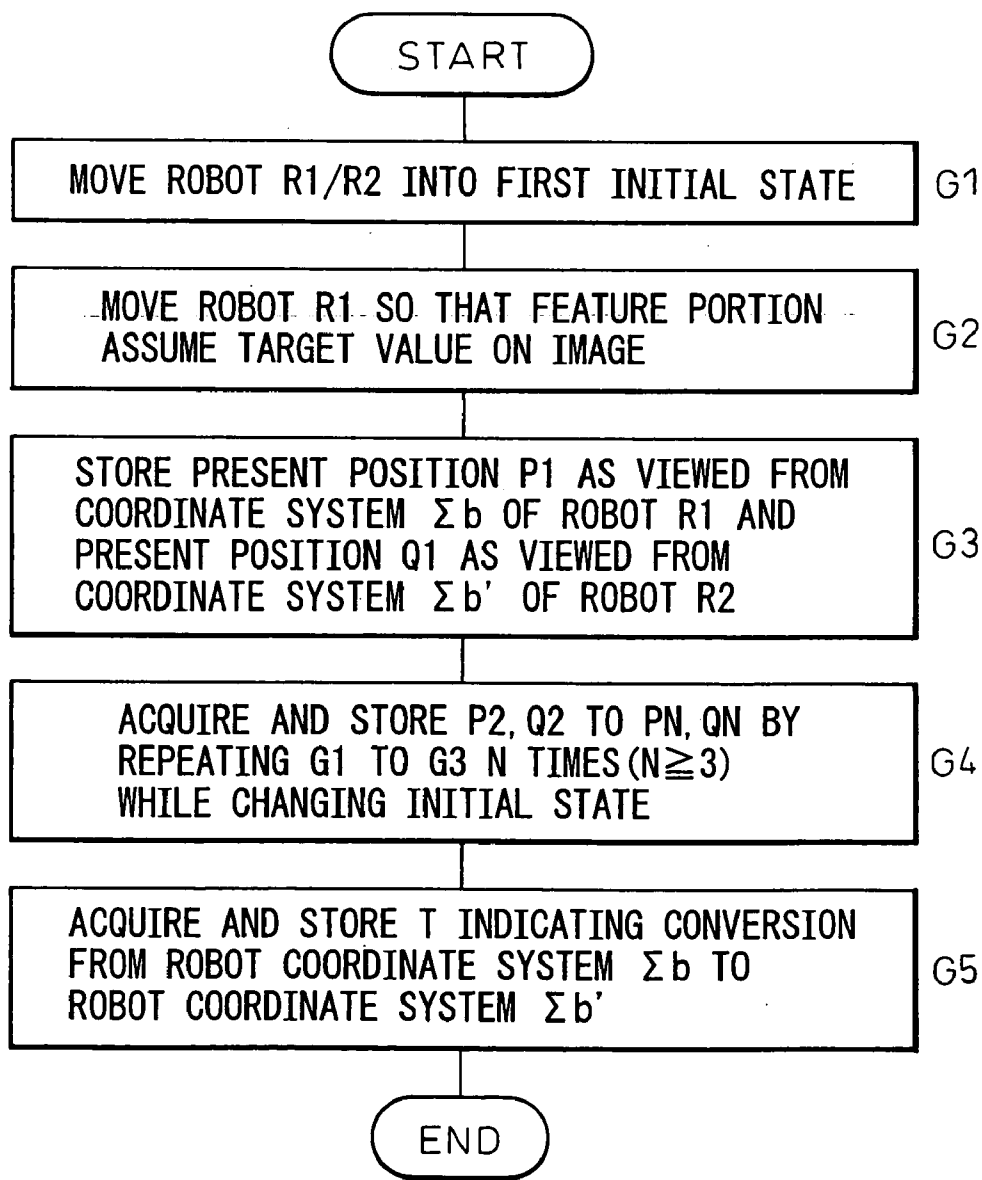 START
MOVE ROBOT R1/R2 INTO FIRST INITIAL STATE
G1
MOVE ROBOT R1 SO THAT FEATURE PORTION
ASSUME TARGET VALUE ON IMAGE
G2
STORE PRESENT POSITION P1 AS VIEWED FROM
COORDINATE SYSTEM Σb OF ROBOT R1 AND
PRESENT POSITION Q1 AS VIEWED FROM
COORDINATE SYSTEM Σb' OF ROBOT R2
G3
ACQUIRE AND STORE P2, Q2 TO PN, QN BY
REPEATING G1 TO G3 N TIMES (N≧3)
WHILE CHANGING INITIAL STATE
G4
ACQUIRE AND STORE T INDICATING CONVERSION
FROM ROBOT COORDINATE SYSTEM Σb TO
ROBOT COORDINATE SYSTEM Σb'
G5
END